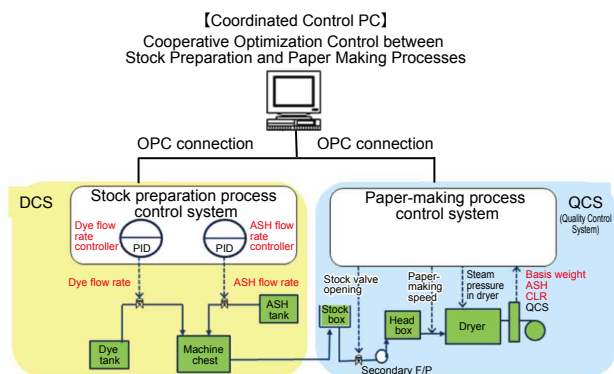 【Coordinated Control PC】
Cooperative Optimization Control between
Stock Preparation and Paper Making Processes
OPC connection
OPC connection
DCS
Stock preparation process
control system
Dye flow
rate
controller
PID
ASH flow
rate
controller
PID
Dye flow rate
ASH flow rate
ASH
tank
Dye
tank
Machine
chest
Paper-making process
control system
QCS
(Quality Control
System)
Stock valve
opening
Paper-
making
speed
Steam
pressure
in dryer
Basis weight
ASH
CLR
QCS
Stock
box
Head
box
Dryer
Secondary F/P